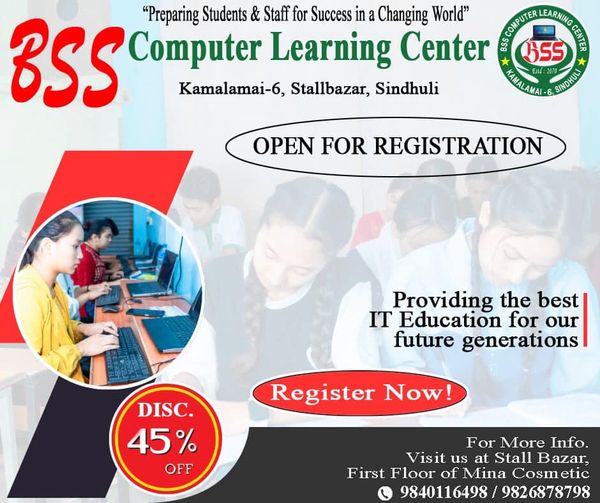 “Preparing Students & Staff for Success in a Changing World”
BSS Computer Learning Center
Kamalamai-6, Stallbazar, Sindhuli
BSS COMPUTER LEARNING CENTER
BSS
KAMALAMAI - 6, SINDHULI
OPEN FOR REGISTRATION
Providing the best
IT Education for our
future generations
Register Now!
DISC.
45%
OFF
For More Info.
Visit us at Stall Bazar,
First Floor of Mina Cosmetic
9840116498 / 9826878798